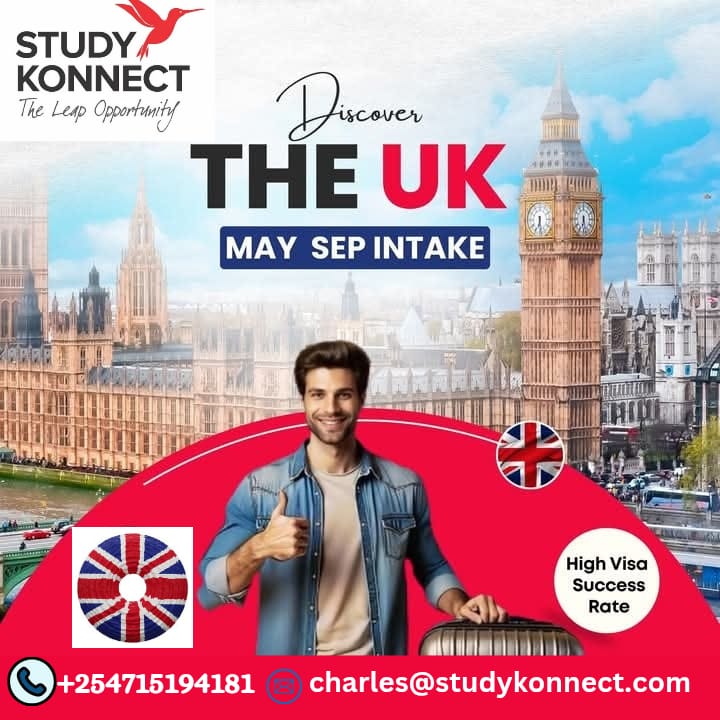 STUDY
KONNECT
The Leap Opportunity
Discover
THE UK
MAY SEP INTAKE
High Visa
Success
Rate
+254715194181
charles@studykonnect.com